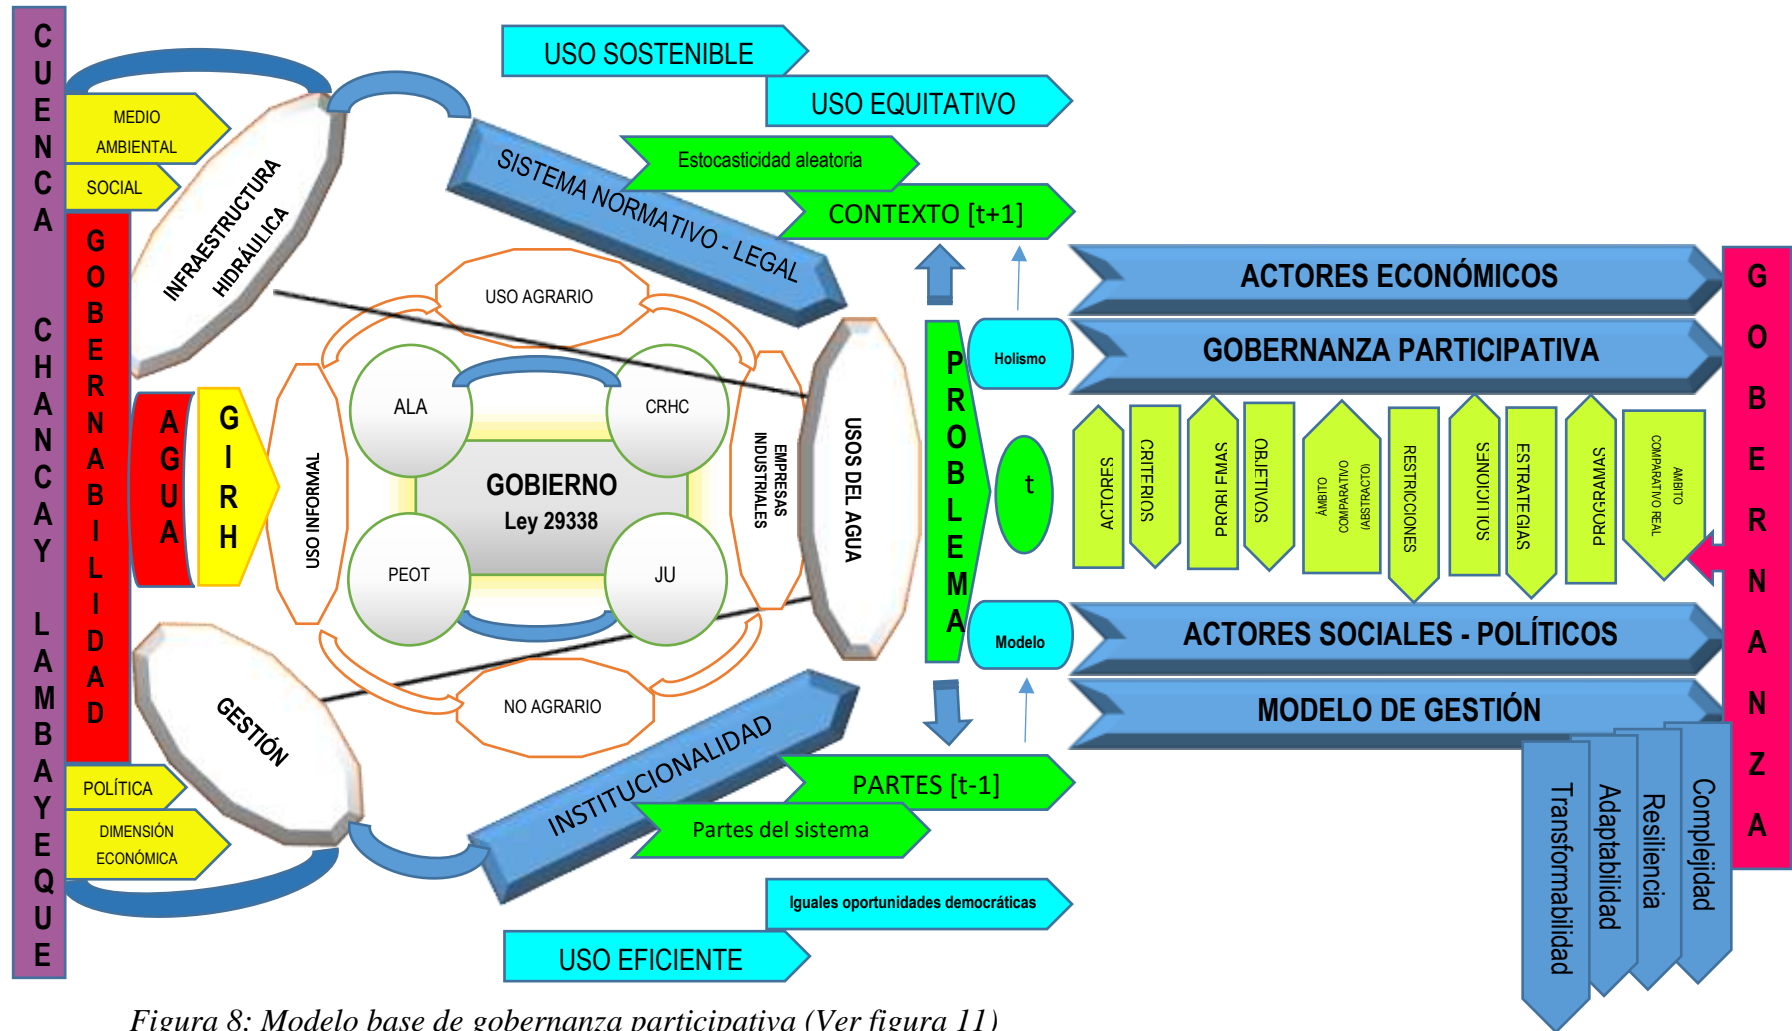 CUENCA CHANCAY LAMBAYEQUE
MEDIO
AMBIENTAL
SOCIAL
GOBERNABILIDAD
POLÍTICA
DIMENSIÓN
ECONÓMICA
AGUA
GIRH
INFRAESTRUCTURA
HIDRÁULICA
GESTIÓN
USO SOSTENIBLE
USO EQUITATIVO
SISTEMA NORMATIVO - LEGAL
Estocasticidad aleatoria
CONTEXTO [t+1]
USO AGRARIO
USO INFORMAL
EMPRESAS
INDUSTRIALES
NO AGRARIO
ALA
CRHC
GOBIERNO
Ley 29338
PEOT
JU
USOS DEL AGUA
INSTITUCIONALIDAD
PARTES [t-1]
Partes del sistema
Iguales oportunidades democráticas
USO EFICIENTE
PROBLEMA
Holismo
t
Modelo
ACTORES ECONÓMICOS
GOBERNANZA PARTICIPATIVA
ACTORES
CRITERIOS
PROBLEMAS
OBJETIVOS
ÁMBITO
COMPARATIVO
(ABSTRACTO)
RESTRICCIONES
SOLUCIONES
ESTRATEGIAS
PROGRAMAS
ÁMBITO
COMPARATIVO REAL
ACTORES SOCIALES - POLÍTICOS
MODELO DE GESTIÓN
Transformabilidad
Adaptabilidad
Resiliencia
Complejidad
GOBERNANZA
Figura 8: Modelo base de gobernanza participativa (Ver figura 11)